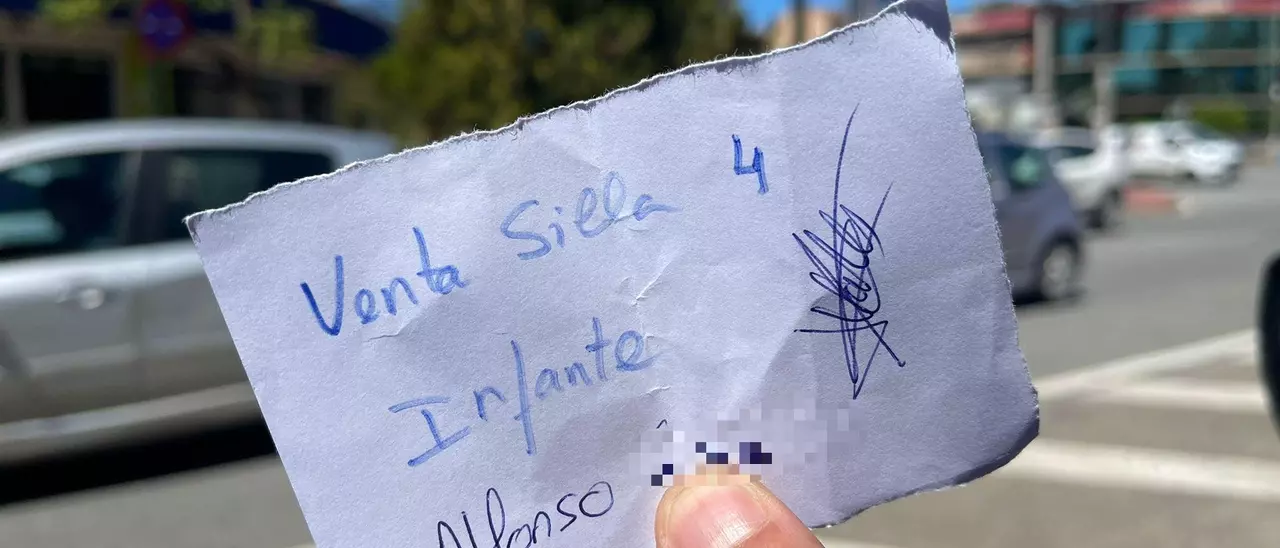 Venta Silla 4
Infante
Alfonso